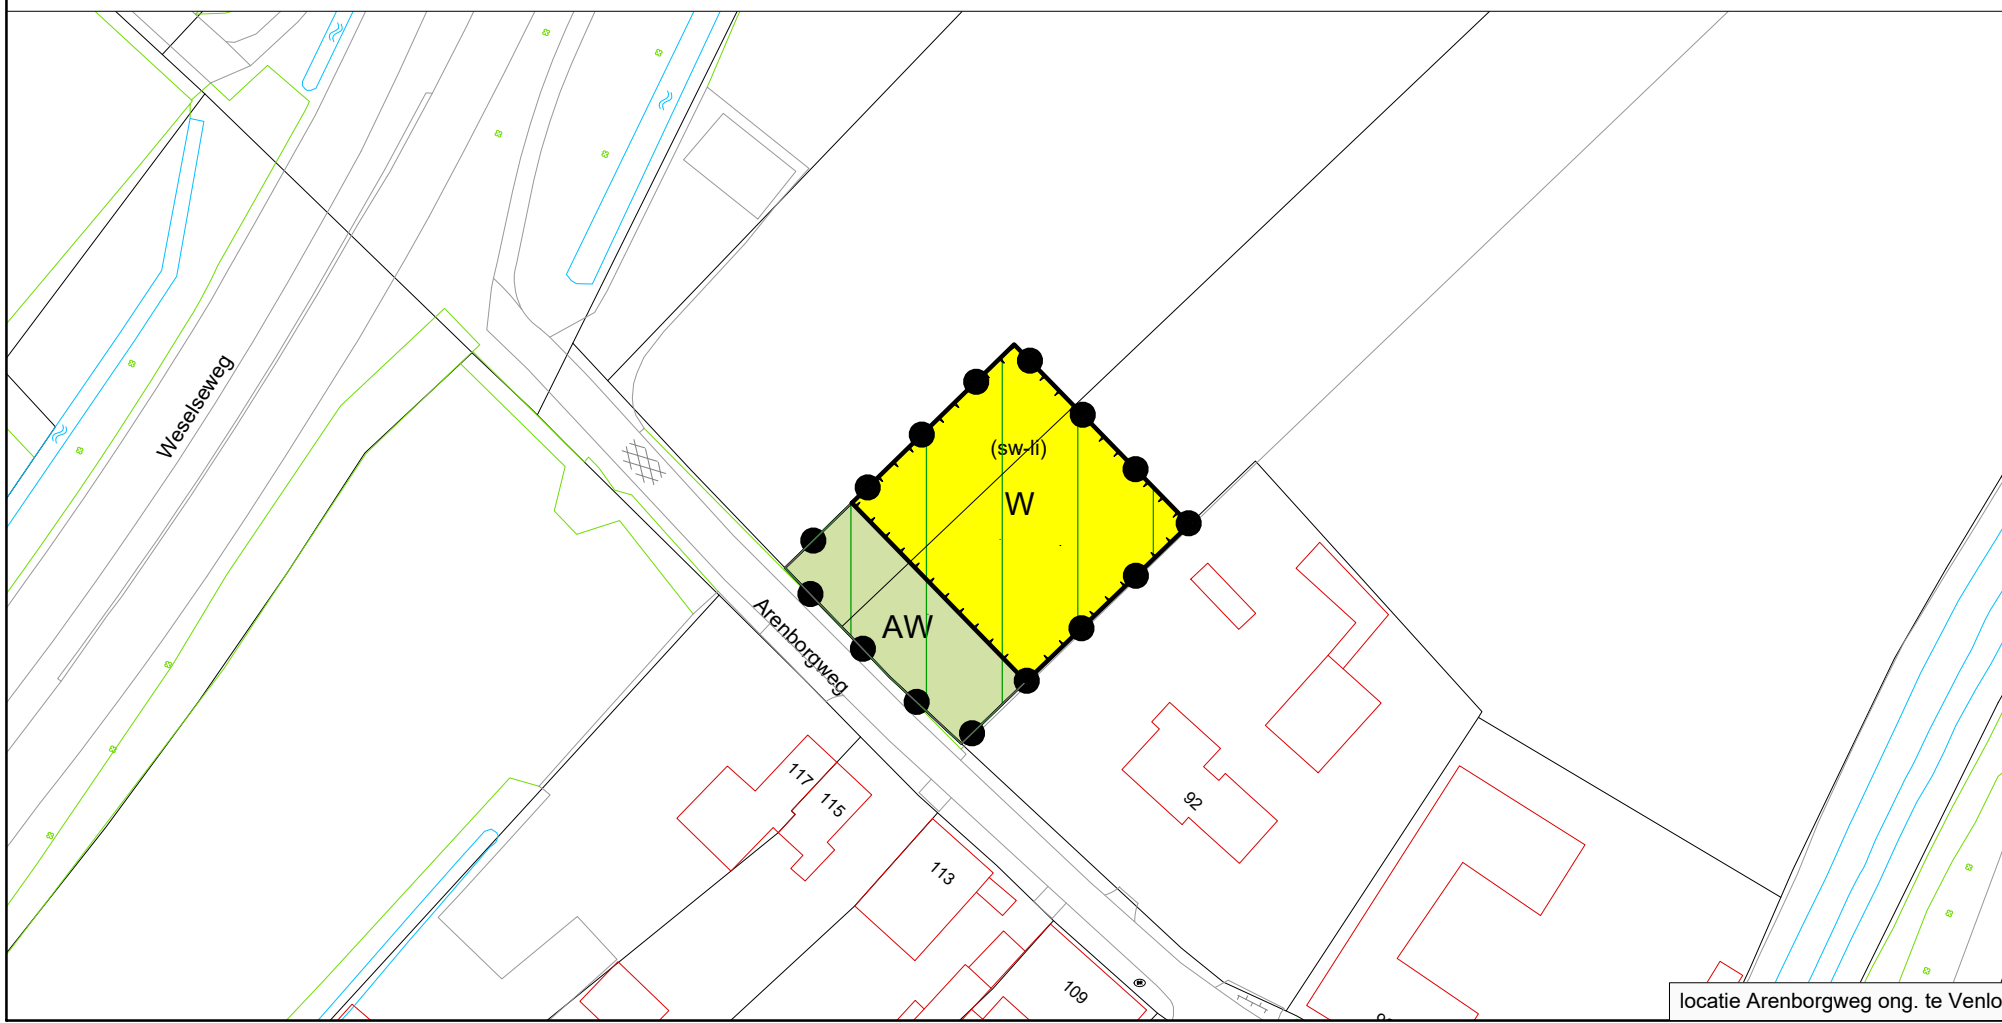 Weselseweg
(sw-li)
W
AW
Arenborgweg
117
115
92
113
109
locatie Arenborgweg ong. te Venlo